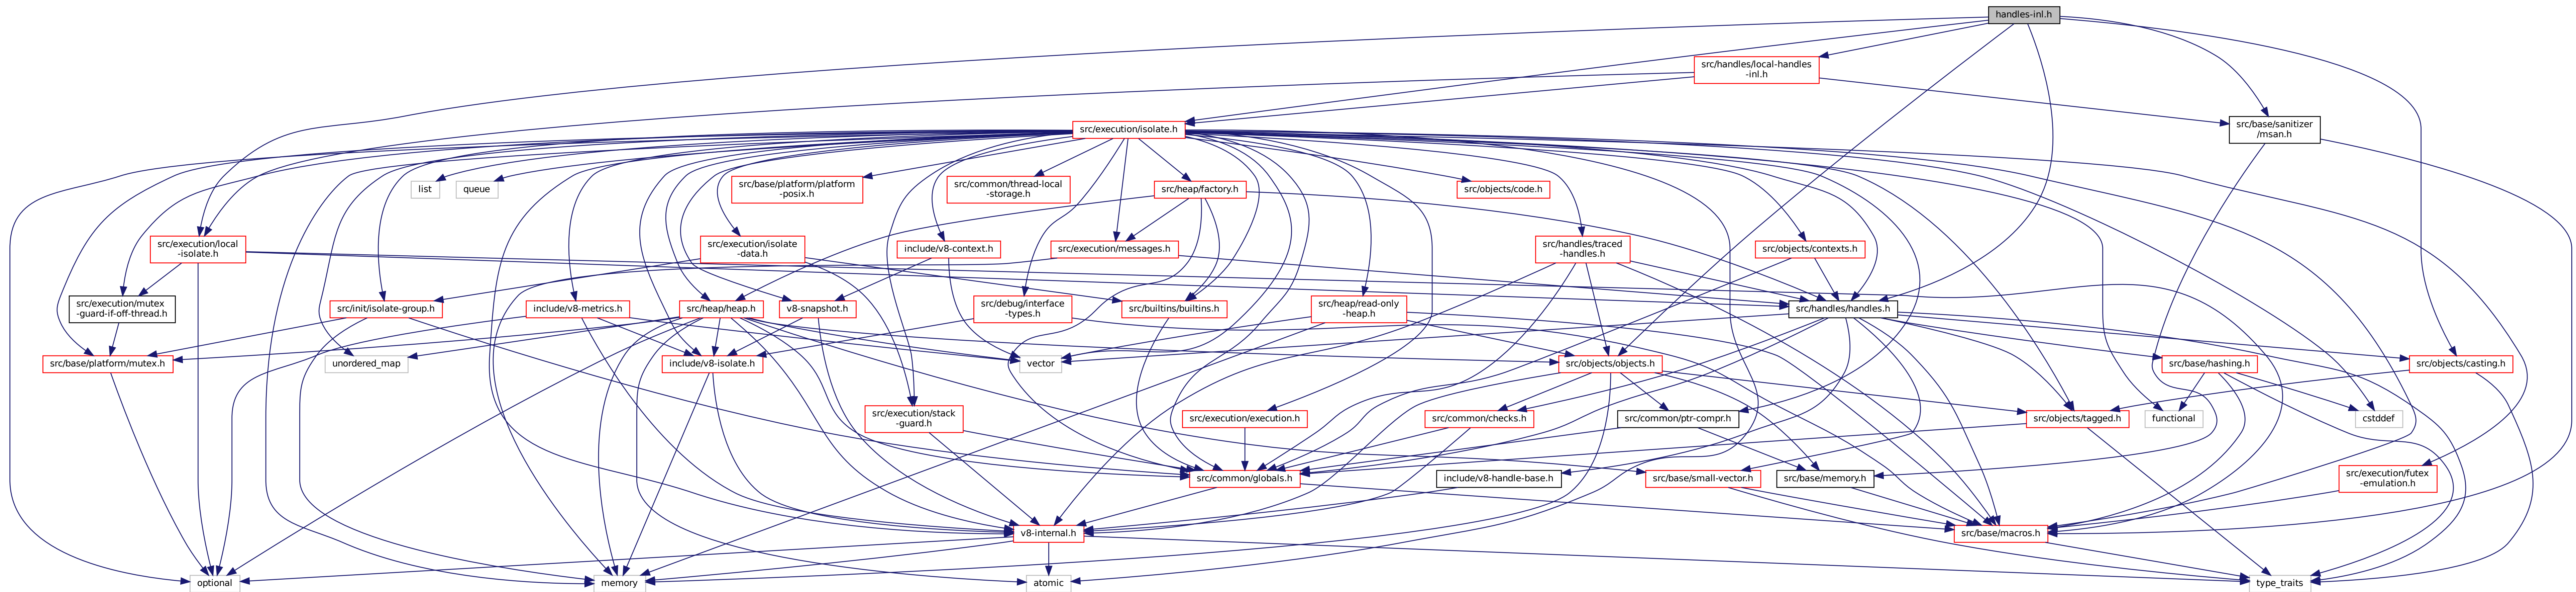 handles-inl.h
src/handles/local-handles
-inl.h
src/execution/isolate.h
src/base/sanitizer
/msan.h
list
queue
src/base/platform/platform
-posix.h
src/common/thread-local
-storage.h
src/heap/factory.h
src/objects/code.h
src/execution/local
-isolate.h
src/execution/isolate
-data.h
include/v8-context.h
src/execution/messages.h
src/handles/traced
-handles.h
src/objects/contexts.h
src/execution/mutex
-guard-if-off-thread.h
src/init/isolate-group.h
include/v8-metrics.h
src/heap/heap.h
v8-snapshot.h
src/debug/interface
-types.h
src/builtins/builtins.h
src/heap/read-only
-heap.h
src/handles/handles.h
src/base/platform/mutex.h
unordered_map
include/v8-isolate.h
vector
src/objects/objects.h
src/base/hashing.h
src/objects/casting.h
src/execution/stack
-guard.h
src/execution/execution.h
src/common/checks.h
src/common/ptr-compr.h
src/objects/tagged.h
functional
cstddef
src/common/globals.h
include/v8-handle-base.h
src/base/small-vector.h
src/base/memory.h
src/execution/futex
-emulation.h
v8-internal.h
src/base/macros.h
optional
memory
atomic
type_traits